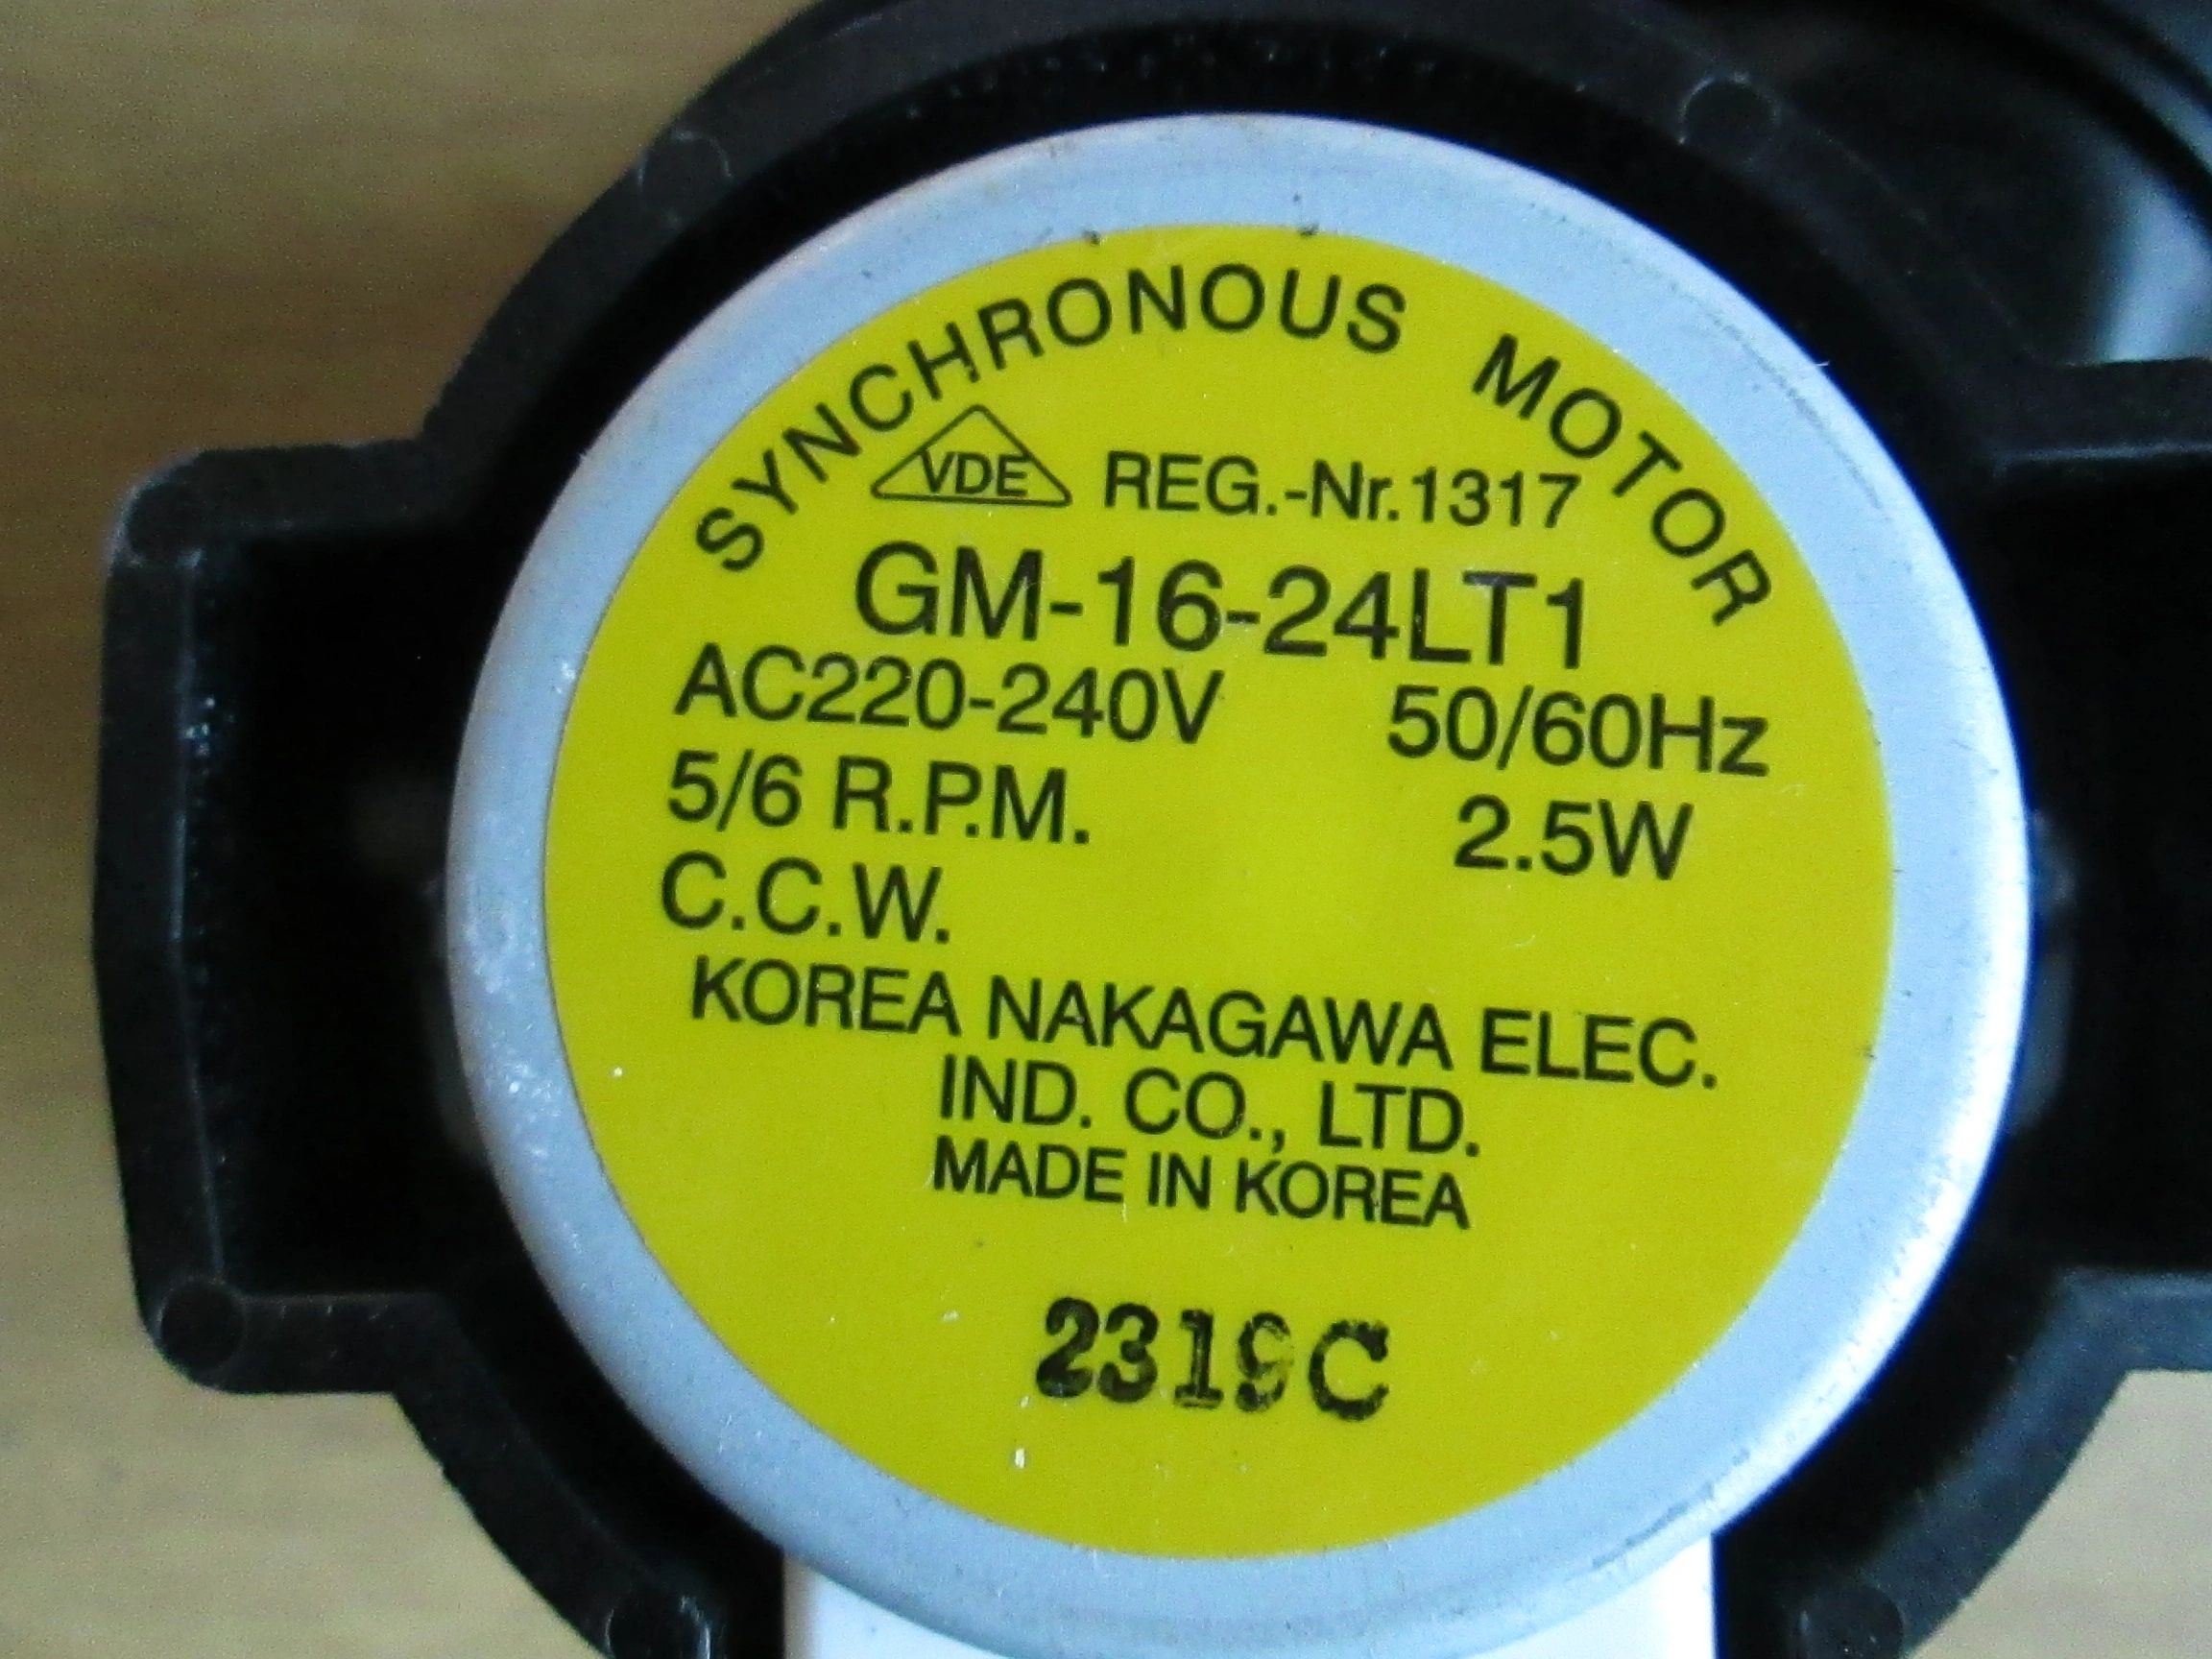 SYNCHRONOUS MOTOR
VDE REG.-Nr.1317
GM-16-24LT1
AC220-240V 50/60Hz
5/6 R.P.M. 2.5W
C.C.W.
KOREA NAKAGAWA ELEC.
IND. CO., LTD.
MADE IN KOREA
2319C